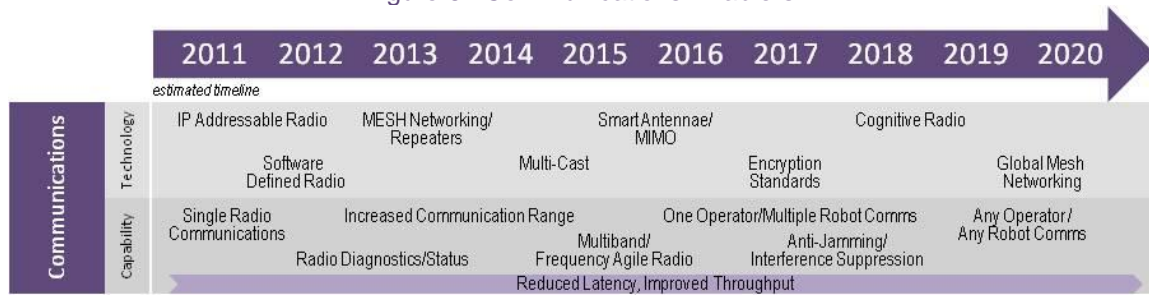 2011 2012 2013 2014 2015 2016 2017 2018 2019 2020
estimated timeline
Communications
Technology
IP Addressable Radio
MESH Networking/
Repeaters
Smart Antennae/
MIMO
Cognitive Radio
Software
Defined Radio
Multi-Cast
Encryption
Standards
Global Mesh
Networking
Capability
Single Radio
Communications
Increased Communication Range
One Operator/Multiple Robot Comms
Any Operator/
Any Robot Comms
Radio Diagnostics/Status
Multiband/
Frequency Agile Radio
Anti-Jamming/
Interference Suppression
Reduced Latency, Improved Throughput